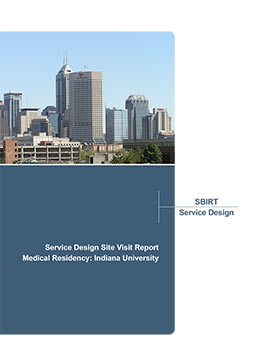 SBIRT
Service Design
Service Design Site Visit Report
Medical Residency: Indiana University